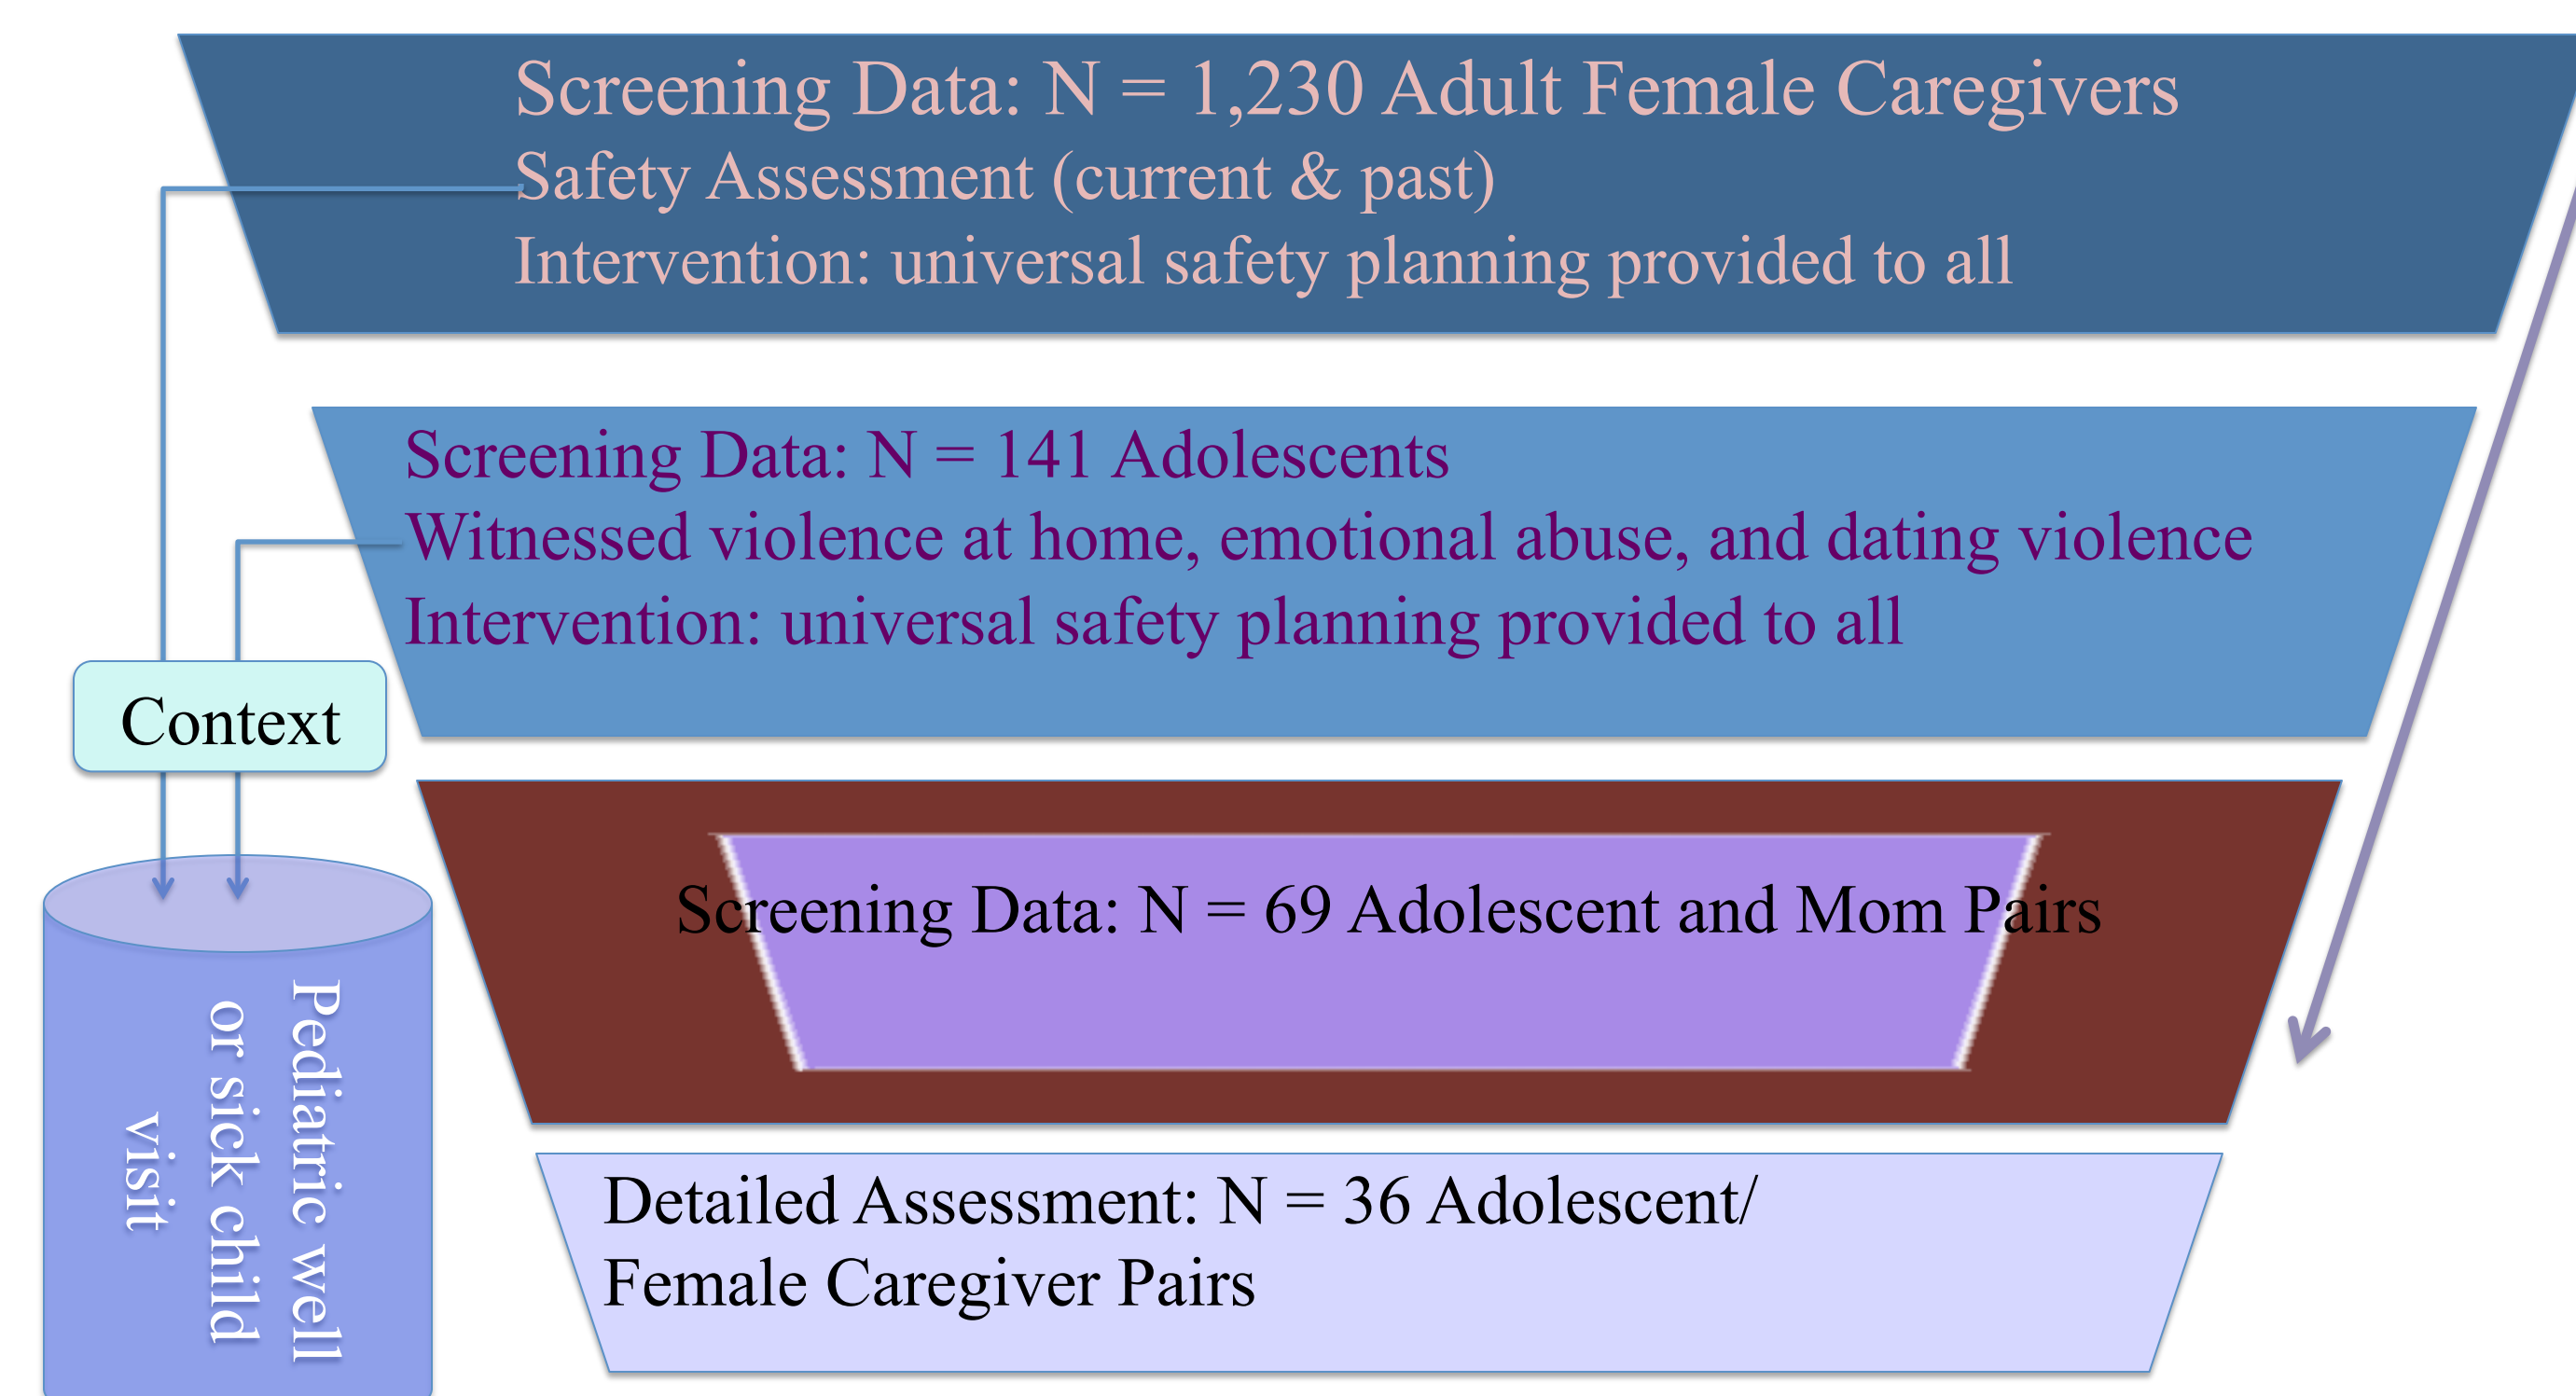 Screening Data: N = 1,230 Adult Female Caregivers
Safety Assessment (current & past)
Intervention: universal safety planning provided to all
Screening Data: N = 141 Adolescents
Witnessed violence at home, emotional abuse, and dating violence
Intervention: universal safety planning provided to all
Context
Screening Data: N = 69 Adolescent and Mom Pairs
Pediatric well
or sick child
visit
Detailed Assessment: N = 36 Adolescent/
Female Caregiver Pairs